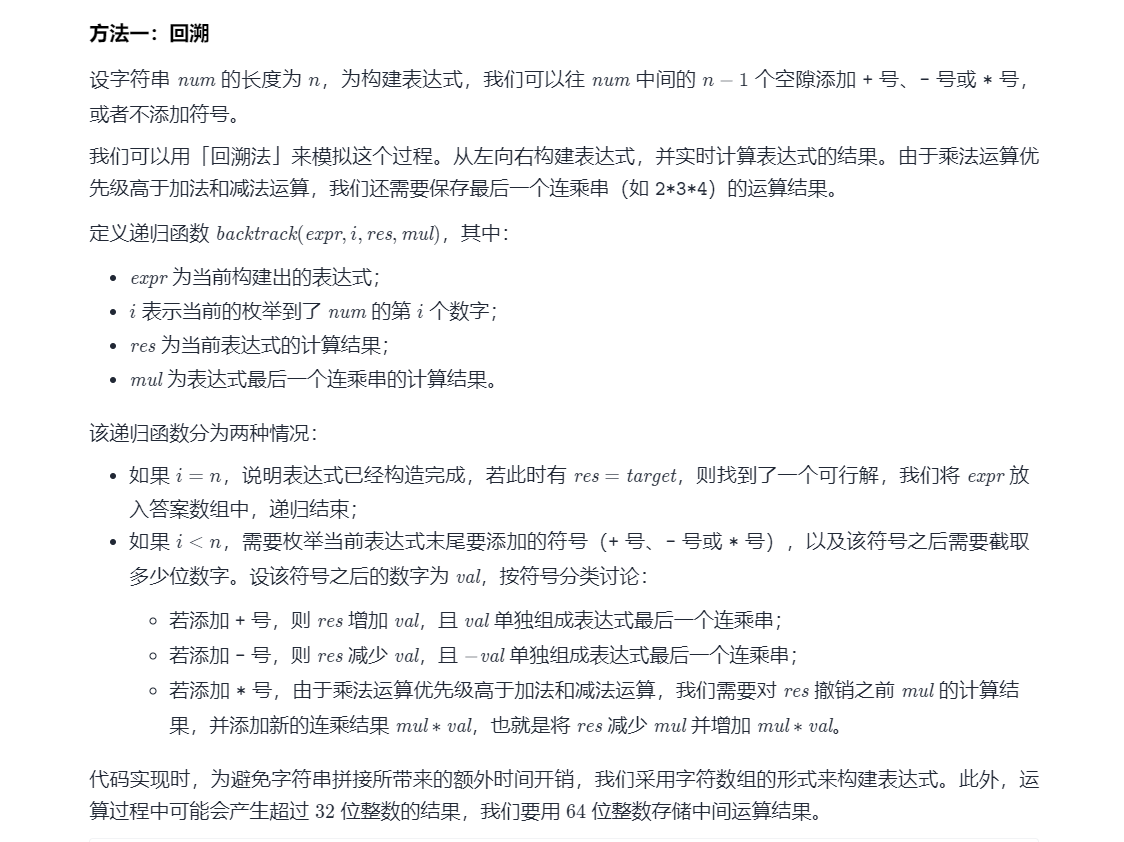 方法一：回溯
设字符串 num 的长度为 n，为构建表达式，我们可以往 num 中间的 n − 1 个空隙添加 + 号、- 号或 * 号，
或者不添加符号。
我们可以用「回溯法」来模拟这个过程。从左向右构建表达式，并实时计算表达式的结果。由于乘法运算优
先级高于加法和减法运算，我们还需要保存最后一个连乘串（如 2*3*4）的运算结果。
定义递归函数 backtrack(expr, i, res, mul)，其中：
• expr 为当前构建出的表达式；
• i 表示当前的枚举到了 num 的第 i 个数字；
• res 为当前表达式的计算结果；
• mul 为表达式最后一个连乘串的计算结果。
该递归函数分为两种情况：
• 如果 i = n，说明表达式已经构造完成，若此时有 res = target，则找到了一个可行解，我们将 expr 放
入答案数组中，递归结束；
• 如果 i < n，需要枚举当前表达式末尾要添加的符号（+ 号、- 号或 * 号），以及该符号之后需要截取
多少位数字。设该符号之后的数字为 val，按符号分类讨论：
◦ 若添加 + 号，则 res 增加 val，且 val 单独组成表达式最后一个连乘串；
◦ 若添加 - 号，则 res 减少 val，且 −val 单独组成表达式最后一个连乘串；
◦ 若添加 * 号，由于乘法运算优先级高于加法和减法运算，我们需要对 res 撤销之前 mul 的计算结
果，并添加新的连乘结果 mul ∗ val，也就是将 res 减少 mul 并增加 mul ∗ val。
代码实现时，为避免字符串拼接所带来的额外时间开销，我们采用字符数组的形式来构建表达式。此外，运
算过程中可能会产生超过 32 位整数的结果，我们要用 64 位整数存储中间运算结果。